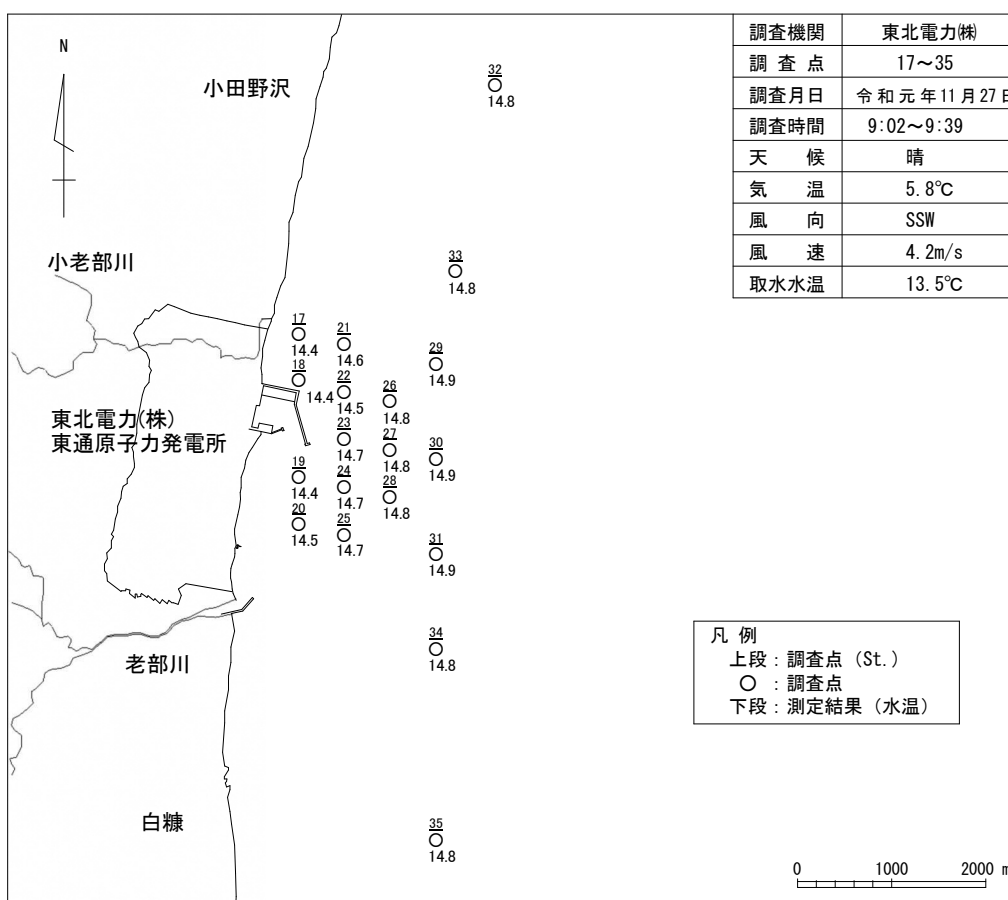 調査機関 東北電力㈱
調査点 17～35
調査月日 令和元年11月27日
調査時間 9:02～9:39
天候 晴
気温 5.8℃
風向 SSW
風速 4.2m/s
取水水温 13.5℃
N
小田野沢
32
14.8
小老部川
33
14.8
17
14.4
21
14.6
29
14.9
18
14.4
22
14.5
26
14.8
東北電力(株)
東通原子力発電所
23
14.7
27
14.8
30
14.9
19
14.4
24
14.7
28
14.8
20
14.5
25
14.7
31
14.9
老部川
34
14.8
凡例
上段：調査点（St.）
○：調査点
下段：測定結果（水温）
白糠
35
14.8
0 1000 2000 m